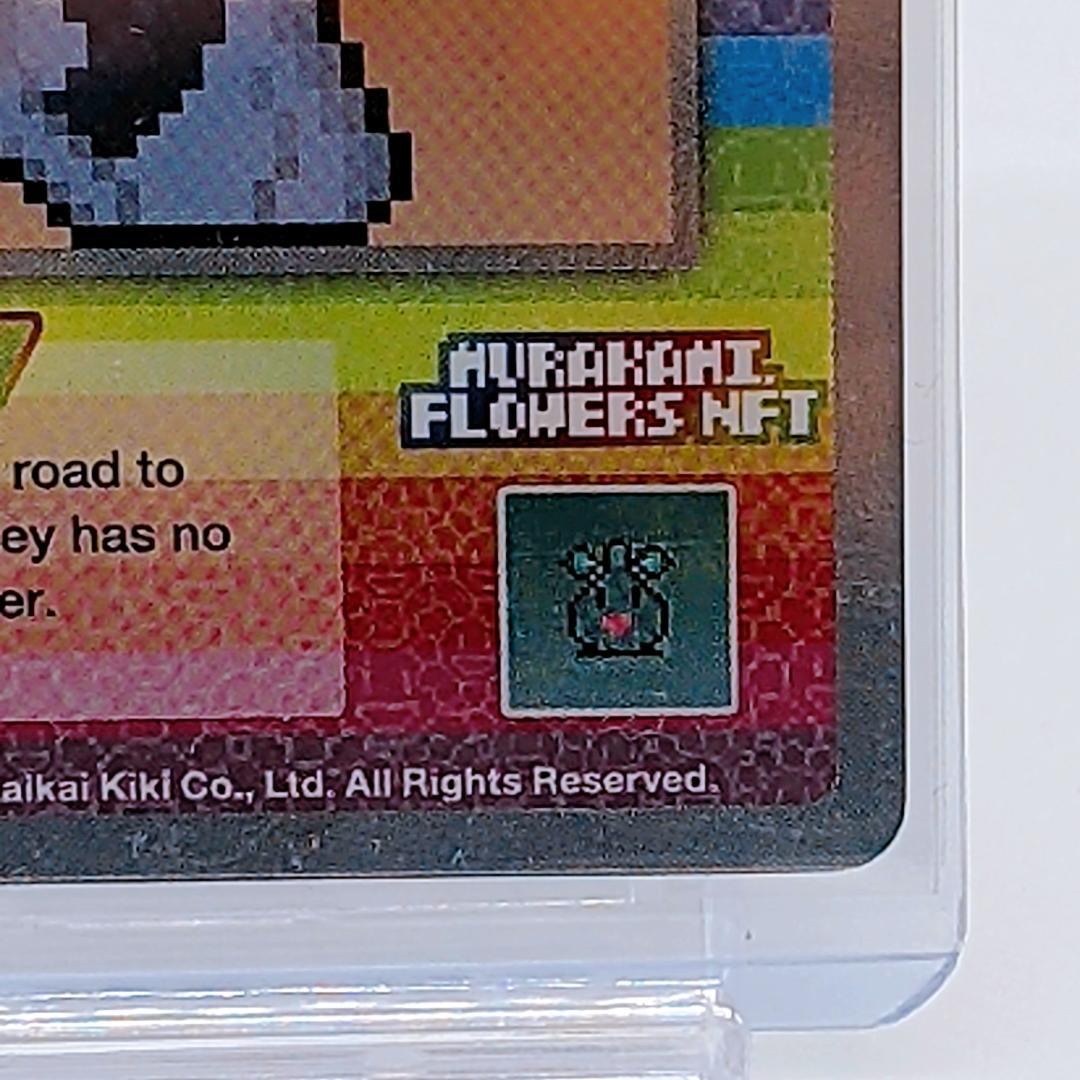 MURAKAMI.
FLOWERS NFT
road to
ey has no
er.
aikai Kiki Co., Ltd. All Rights Reserved.